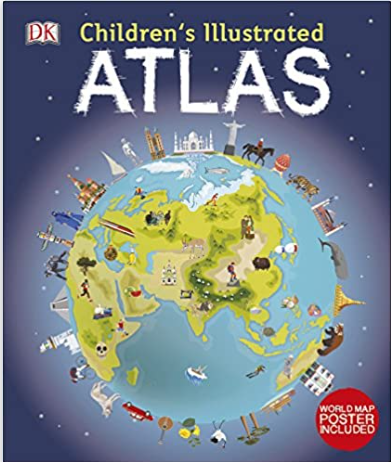 DK
Children's Illustrated
ATLAS
WORLD MAP
POSTER
INCLUDED